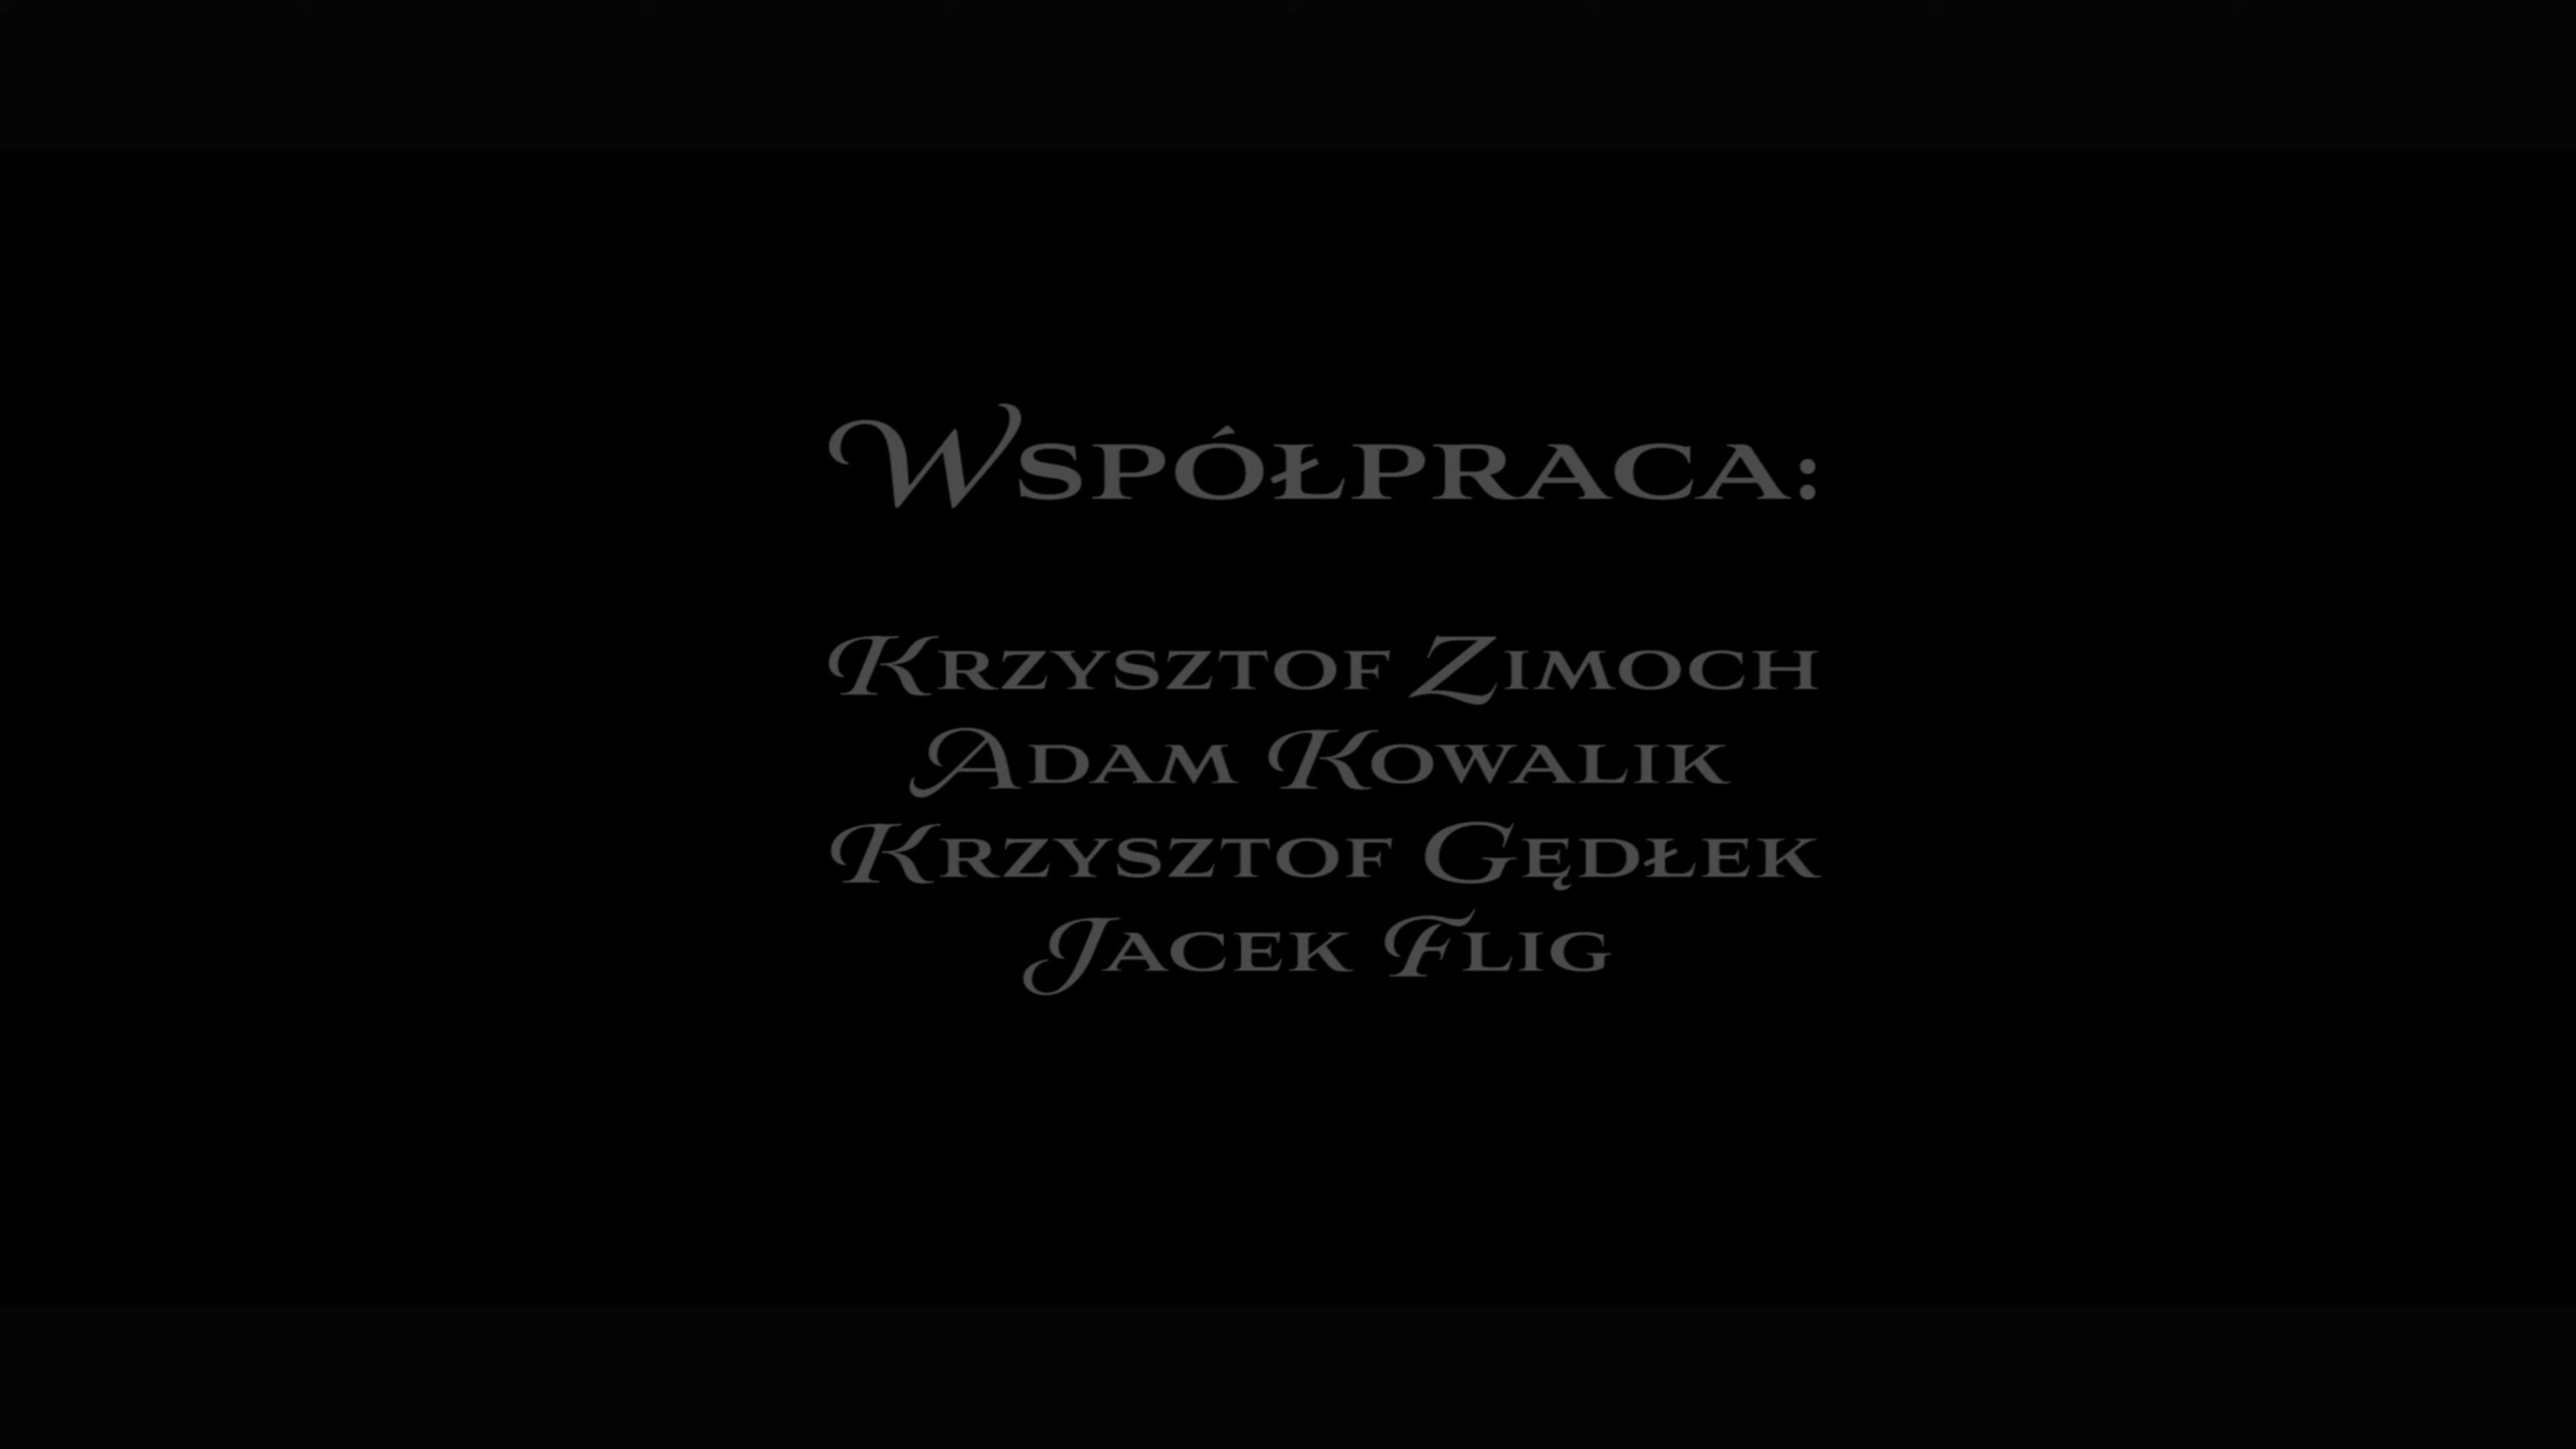 Współpraca:
Krzysztof Zimoch
Adam Kowalik
Krzysztof Gędłek
Jacek Flig